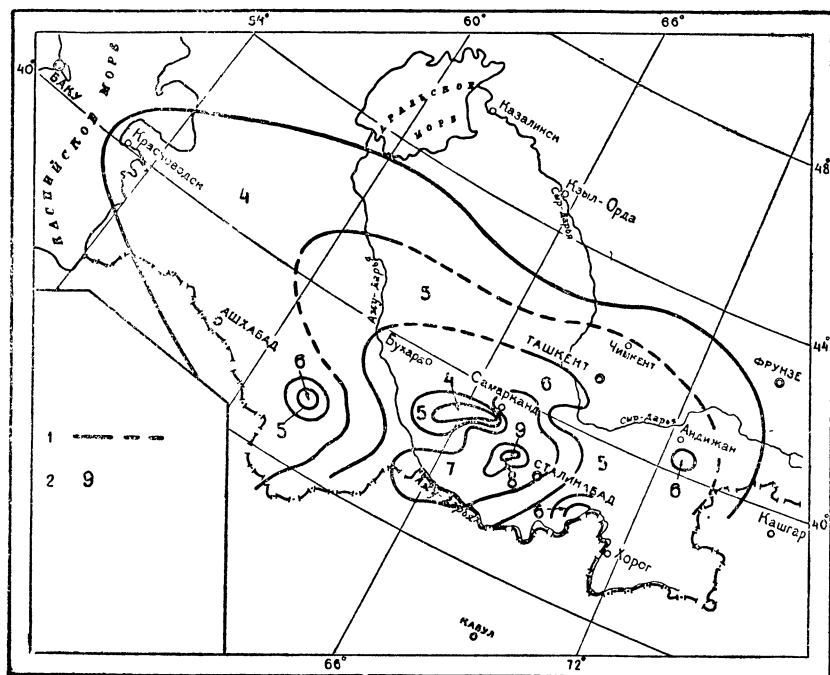 54°
60°
66°
40°
БАКУ
КАСПИЙСКОЕ МОРЕ
Красноводск
АРАЛЬСКОЕ
МОРЕ
Казалинск
48°
4
Кзыл-Орда
Сыр-Дарья
Аму-Дарья
5
АШХАБАД
Бухара
ТАШКЕНТ
Чимкент
44°
ФРУНЗЕ
6
6
4
Самарканд
5
5
Сыр-Дарья
Андижан
9
1
7
8
СТАЛИНАБАД
5
6
2 9
Аму-Дарья
6
40°
Кашгар
Хорог
КАБУЛ
66°
72°